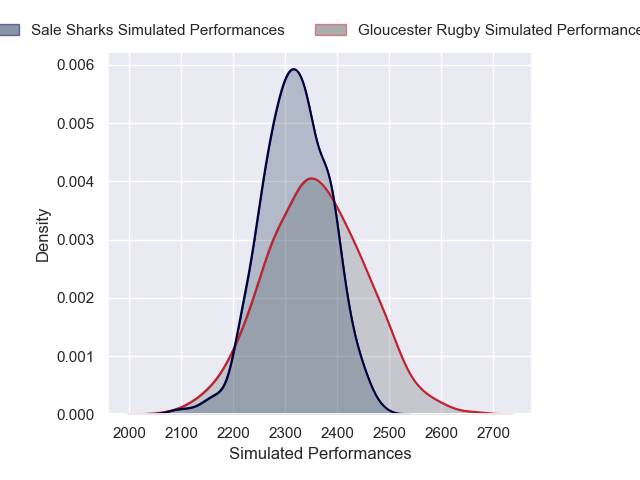 Sale Sharks Simulated Performances Gloucester Rugby Simulated Performance
0.006
0.005
0.004
0.003
0.002
0.001
0.000
Density
2000 2100 2200 2300 2400 2500 2600 2700
Simulated Performances